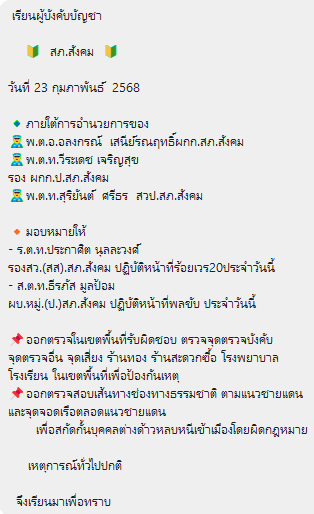 เรียนผู้บังคับบัญชา
🔰 สภ.สังคม 🔰
วันที่ 23 กุมภาพันธ์ 2568
🔹ภายใต้การอำนวยการของ
👮พ.ต.อ.อลงกรณ์ เสนีย์รณฤทธิ์ผกก.สภ.สังคม
👮พ.ต.ท.วีระเดช เจริญสุข
รอง ผกก.ป.สภ.สังคม
👮พ.ต.ท.สุริยันต์ ศรีธร สวป.สภ.สังคม
🔸มอบหมายให้
- ร.ต.ท.ประกาศิต นุลละวงศ์
รองสว.(สส).สภ.สังคม ปฏิบัติหน้าที่ร้อยเวร20ประจำวันนี้
- ส.ต.ท.ธีรภัส มูลป้อม
ผบ.หมู่.(ป.)สภ.สังคม ปฏิบัติหน้าที่พลขับ ประจำวันนี้
📌ออกตรวจในเขตพื้นที่รับผิดชอบ ตรวจจุดตรวจบังคับ
จุดตรวจอื่น จุดเสี่ยง ร้านทอง ร้านสะดวกซื้อ โรงพยาบาล
โรงเรียน ในเขตพื้นที่เพื่อป้องกันเหตุ
📌ออกตรวจสอบเส้นทางช่องทางธรรมชาติ ตามแนวชายแดน
และจุดจอดเรือตลอดแนวชายแดน
เพื่อสกัดกั้นบุคคลต่างด้าวหลบหนีเข้าเมืองโดยผิดกฎหมาย
เหตุการณ์ทั่วไปปกติ
จึงเรียนมาเพื่อทราบ